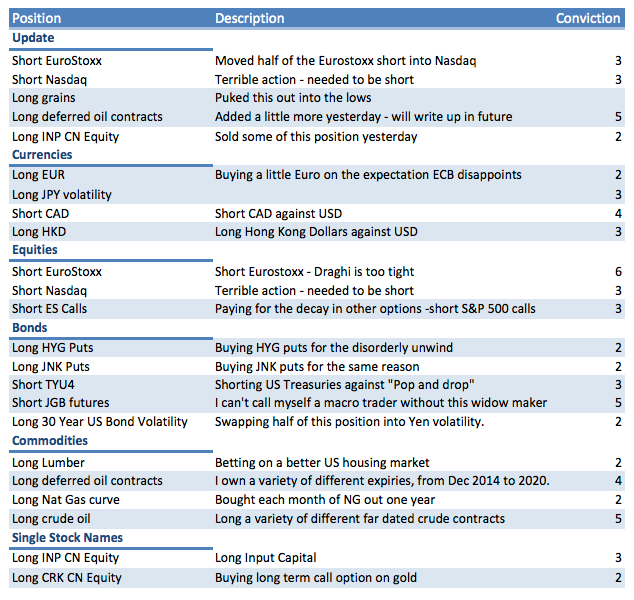 Position Description Conviction
Update
Short EuroStoxx Moved half of the Eurostoxx short into Nasdaq 3
Short Nasdaq Terrible action - needed to be short 3
Long grains Puked this out into the lows
Long deferred oil contracts Added a little more yesterday - will write up in future 5
Long INP CN Equity Sold some of this position yesterday 2
Currencies
Long EUR Buying a little Euro on the expectation ECB disappoints 2
Long JPY volatility 3
Short CAD Short CAD against USD 4
Long HKD Long Hong Kong Dollars against USD 3
Equities
Short EuroStoxx Short Eurostoxx - Draghi is too tight 6
Short Nasdaq Terrible action - needed to be short 3
Short ES Calls Paying for the decay in other options -short S&P 500 calls 3
Bonds
Long HYG Puts Buying HYG puts for the disorderly unwind 2
Long JNK Puts Buying JNK puts for the same reason 2
Short TYU4 Shorting US Treasuries against "Pop and drop" 3
Short JGB futures I can't call myself a macro trader without this widow maker 5
Long 30 Year US Bond Volatility Swapping half of this position into Yen volatility. 2
Commodities
Long Lumber Betting on a better US housing market 2
Long deferred oil contracts I own a variety of different expiries, from Dec 2014 to 2020. 4
Long Nat Gas curve Bought each month of NG out one year 2
Long crude oil Long a variety of different far dated crude contracts 5
Single Stock Names
Long INP CN Equity Long Input Capital 3
Long CRK CN Equity Buying long term call option on gold 2